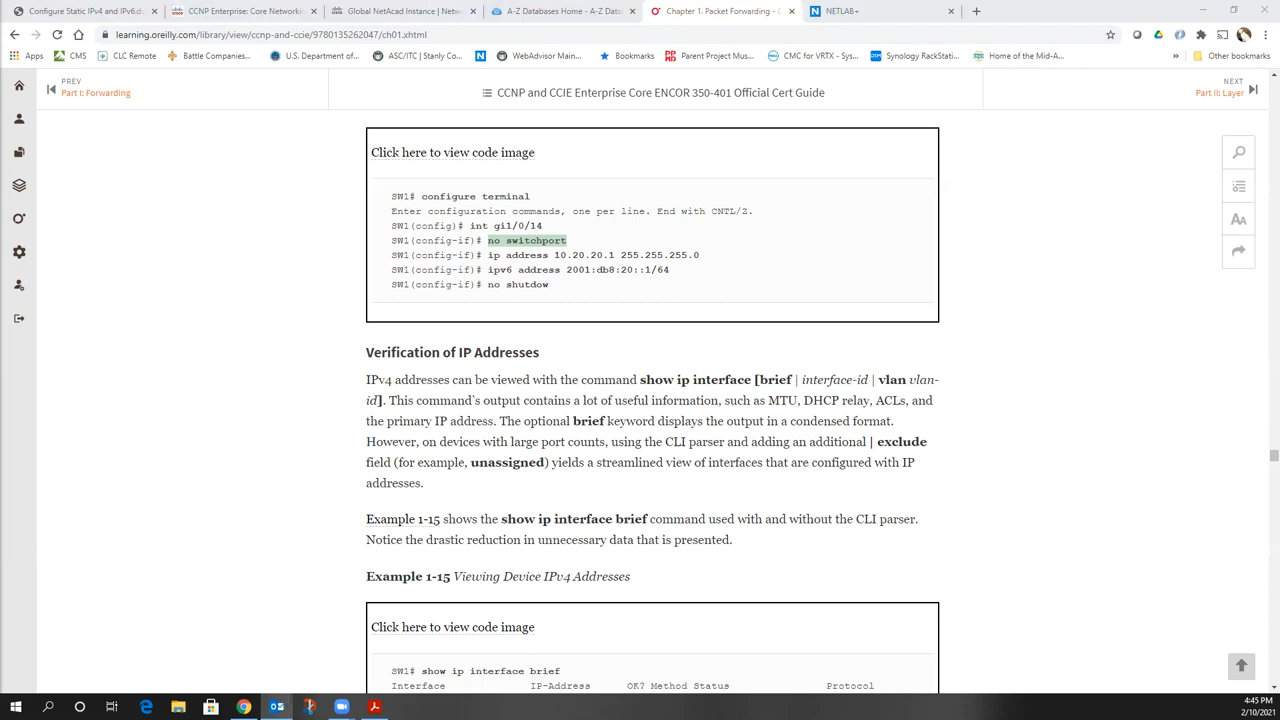 Configure Static IPv4 and IPv6.d
CCNP Enterprise: Core Networkin
Global NetAcad Instance | Netw
A-Z Databases Home - A-Z Data
Chapter 1. Packet Forwarding - C
NETLAB+
learning.oreilly.com/library/view/ccnp-and-ccie/9780135262047/ch01.xhtml
Apps
CMS
CLC Remote
Battle Companies...
U.S. Department of...
ASC/ITC | Stanly Co...
WebAdvisor Main...
Bookmarks
Parent Project Mus...
CMC for VRTX - Sys...
Synology RackStati...
Home of the Mid-A...
»
Other bookmarks
PREV
Part I: Forwarding
CCNP and CCIE Enterprise Core ENCOR 350-401 Official Cert Guide
NEXT
Part II: Layer
Click here to view code image
SW1# configure terminal
Enter configuration commands, one per line. End with CNTL/Z.
SW1(config)# int gi1/0/14
SW1(config-if)# no switchport
SW1(config-if)# ip address 10.20.20.1 255.255.255.0
SW1(config-if)# ipv6 address 2001:db8:20::1/64
SW1(config-if)# no shutdow
AA
Verification of IP Addresses
IPv4 addresses can be viewed with the command show ip interface [brief | interface-id | vlan vlan-
id]. This command's output contains a lot of useful information, such as MTU, DHCP relay, ACLs, and
the primary IP address. The optional brief keyword displays the output in a condensed format.
However, on devices with large port counts, using the CLI parser and adding an additional | exclude
field (for example, unassigned) yields a streamlined view of interfaces that are configured with IP
addresses.
Example 1-15 shows the show ip interface brief command used with and without the CLI parser.
Notice the drastic reduction in unnecessary data that is presented.
Example 1-15 Viewing Device IPv4 Addresses
Click here to view code image
SW1# show ip interface brief
Interface IP-Address OK? Method Status Protocol
4:45 PM
2/10/2021